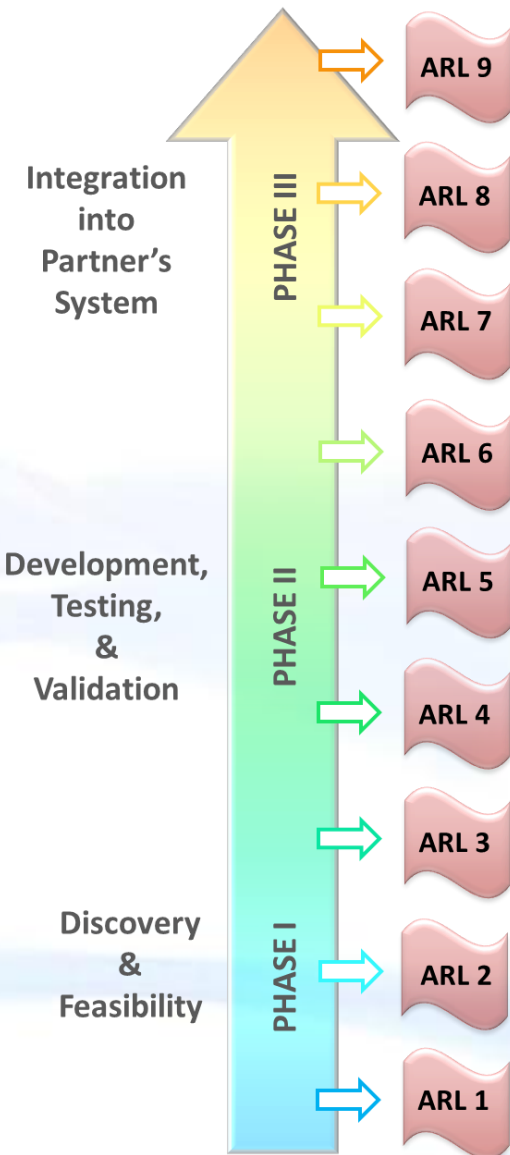 ARL 9
Integration
into
Partner's
System
PHASE III
ARL 8
ARL 7
ARL 6
Development,
Testing,
&
Validation
PHASE II
ARL 5
ARL 4
ARL 3
Discovery
&
Feasibility
PHASE I
ARL 2
ARL 1